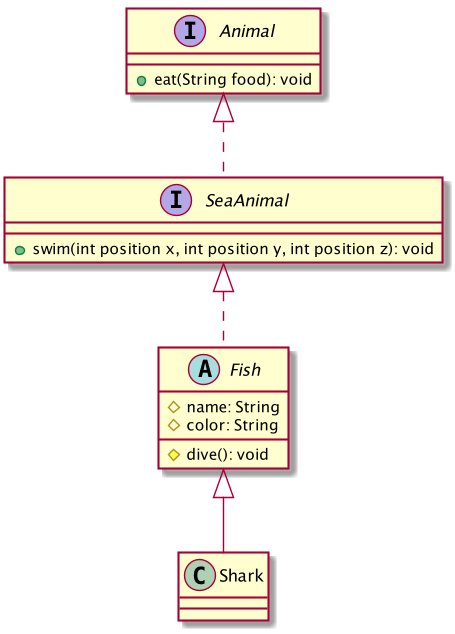 I Animal
eat(String food): void
I SeaAnimal
swim(int position x, int position y, int position z): void
A Fish
name: String
color: String
dive(): void
C Shark